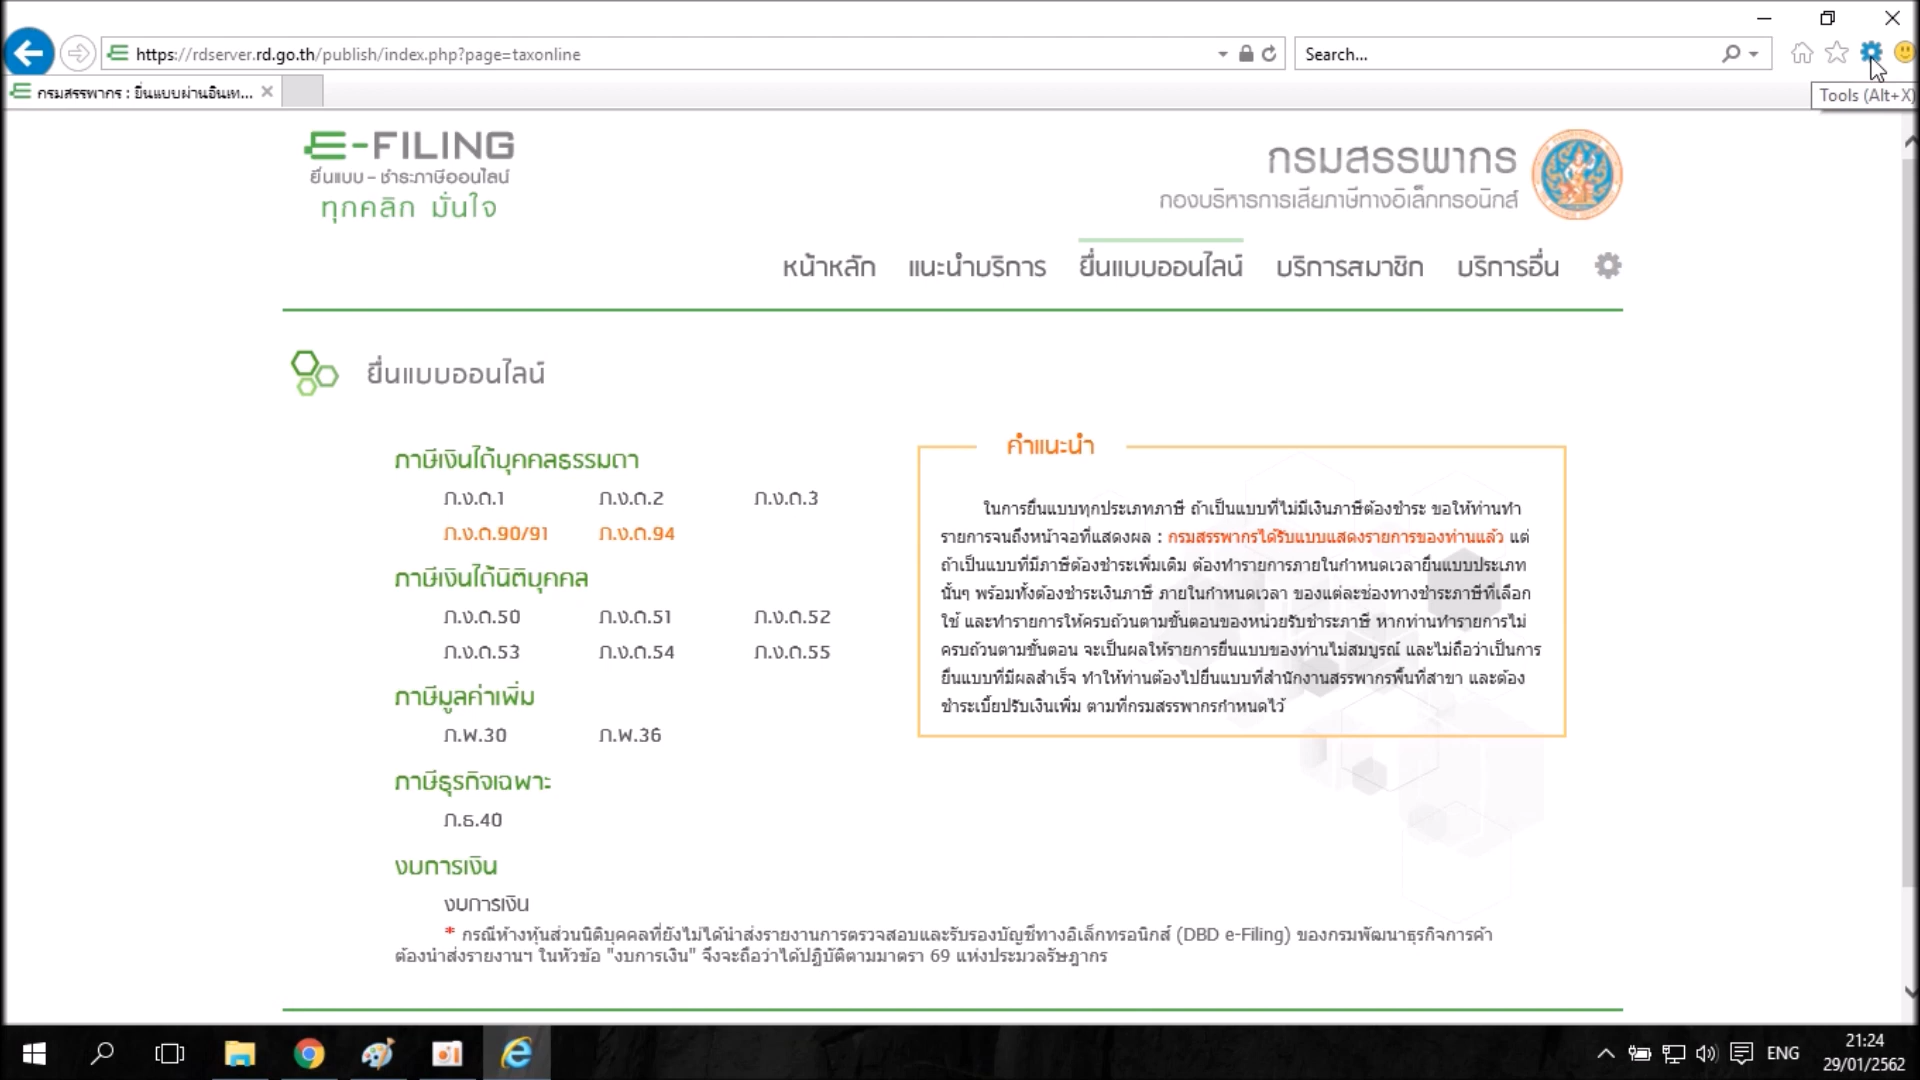 https://rdserver.rd.go.th/publish/index.php?page=taxonline
Search...
กรมสรรพากร : ยื่นแบบผ่านอินเท...
Tools (Alt+X)
E-FILING
ยื่นแบบ - ชำระภาษีออนไลน์
ทุกคลิก มั่นใจ
กรมสรรพากร
กองบริหารการเสียภาษีทางอิเล็กทรอนิกส์
หน้าหลัก แนะนำบริการ ยื่นแบบออนไลน์ บริการสมาชิก บริการอื่น
ยื่นแบบออนไลน์
ภาษีเงินได้บุคคลธรรมดา
ภ.ง.ด.1 ภ.ง.ด.2 ภ.ง.ด.3
ภ.ง.ด.90/91 ภ.ง.ด.94
ภาษีเงินได้นิติบุคคล
ภ.ง.ด.50 ภ.ง.ด.51 ภ.ง.ด.52
ภ.ง.ด.53 ภ.ง.ด.54 ภ.ง.ด.55
ภาษีมูลค่าเพิ่ม
ภ.พ.30 ภ.พ.36
ภาษีธุรกิจเฉพาะ
ภ.ธ.40
งบการเงิน
งบการเงิน
* กรณีห้างหุ้นส่วนนิติบุคคลที่ยังไม่ได้นำส่งรายงานการตรวจสอบและรับรองบัญชีทางอิเล็กทรอนิกส์ (DBD e-Filing) ของกรมพัฒนาธุรกิจการค้า
ต้องนำส่งรายงานฯ ในหัวข้อ "งบการเงิน" จึงจะถือว่าได้ปฏิบัติตามมาตรา 69 แห่งประมวลรัษฎากร
คำแนะนำ
ในการยื่นแบบทุกประเภทภาษี ถ้าเป็นแบบที่ไม่มีเงินภาษีต้องชำระ ขอให้ท่านทำ
รายการจนถึงหน้าจอที่แสดงผล : กรมสรรพากรได้รับแบบแสดงรายการของท่านแล้ว แต่
ถ้าเป็นแบบที่มีภาษีต้องชำระเพิ่มเติม ต้องทำรายการภายในกำหนดเวลายื่นแบบประเภท
นั้นๆ พร้อมทั้งต้องชำระเงินภาษี ภายในกำหนดเวลา ของแต่ละช่องทางชำระภาษีที่เลือก
ใช้ และทำรายการให้ครบถ้วนตามขั้นตอนของหน่วยรับชำระภาษี หากท่านทำรายการไม่
ครบถ้วนตามขั้นตอน จะเป็นผลให้รายการยื่นแบบของท่านไม่สมบูรณ์ และไม่ถือว่าเป็นการ
ยื่นแบบที่มีผลสำเร็จ ทำให้ท่านต้องไปยื่นแบบที่สำนักงานสรรพากรพื้นที่สาขา และต้อง
ชำระเบี้ยปรับเงินเพิ่ม ตามที่กรมสรรพากรกำหนดไว้
ENG
21:24
29/01/2562